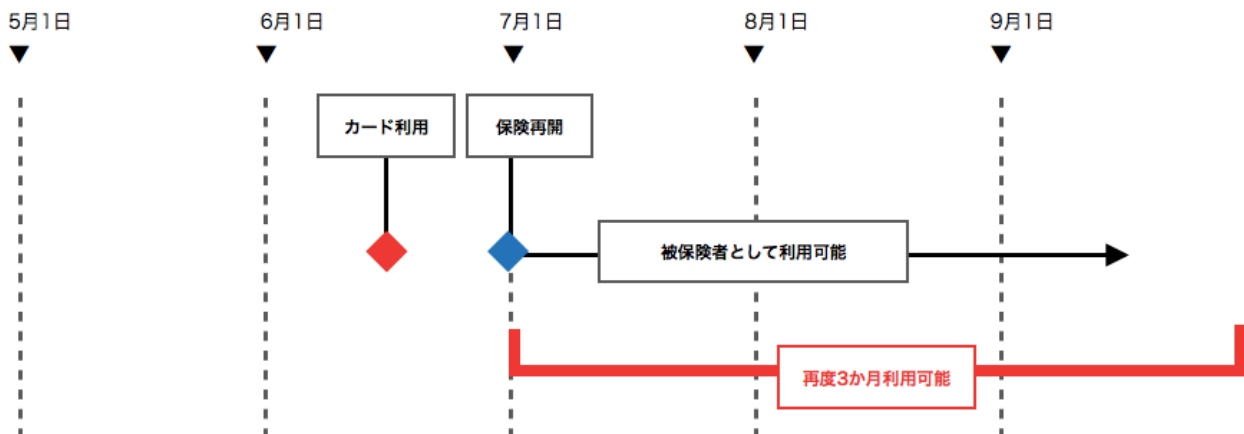 5月1日
6月1日
7月1日
8月1日
9月1日
カード利用
保険再開
被保険者として利用可能
再度3か月利用可能